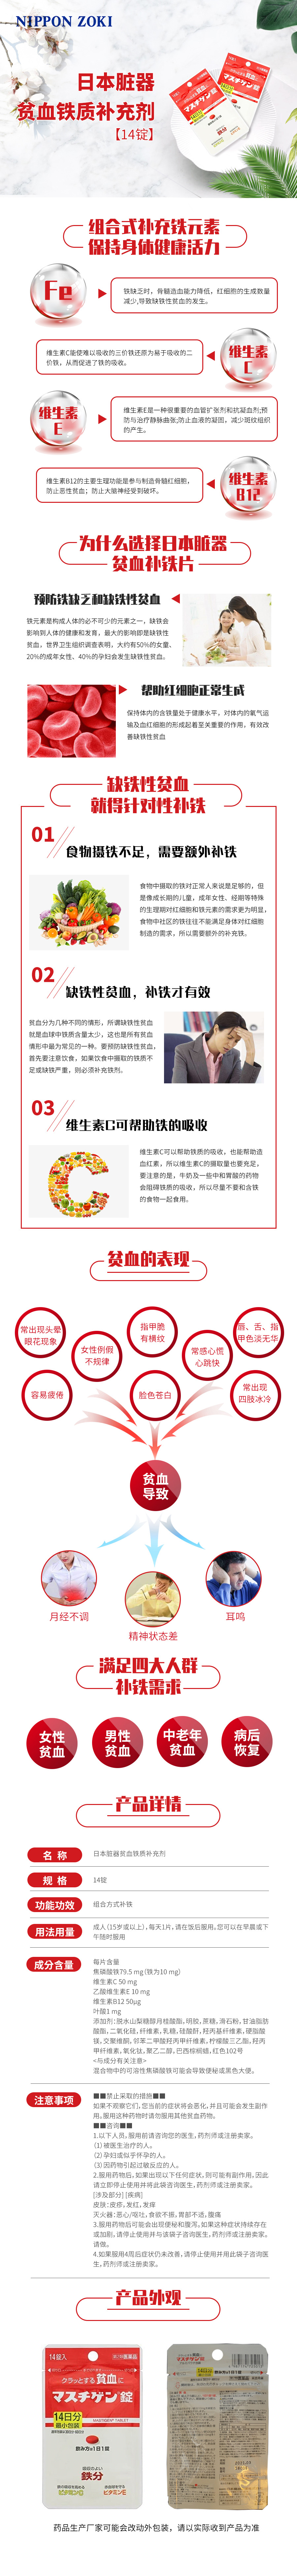 NIPPON ZOKI
日本脏器
贫血铁质补充剂
【14锭】
组合式补充铁元素
保持身体健康活力
Fe
铁缺乏时，骨髓造血能力降低，红细胞的生成数量
减少,导致缺铁性贫血的发生。
维生素
C
维生素C能使难以吸收的三价铁还原为易于吸收的二
价铁，从而促进了铁的吸收。
维生素
E
维生素E是一种很重要的血管扩张剂和抗凝血剂;预
防与治疗静脉曲张;防止血液的凝固，减少斑纹组织
的产生。
维生素
B12
维生素B12的主要生理功能是参与制造骨髓红细胞，
防止恶性贫血；防止大脑神经受到破坏。
为什么选择日本脏器
贫血补铁片
预防铁缺乏和缺铁性贫血
铁元素是构成人体的必不可少的元素之一，缺铁会
影响到人体的健康和发育，最大的影响即是缺铁性
贫血。世界卫生组织调查表明，大约有50%的女童、
20%的成年女性、40%的孕妇会发生缺铁性贫血。
帮助红细胞正常生成
保持体内的含铁量处于健康水平，对体内的氧气运
输及血红细胞的形成起着至关重要的作用，有效改
善缺铁性贫血
缺铁性贫血
就得针对性补铁
01
食物摄铁不足，需要额外补铁
食物中摄取的铁对正常人来说是足够的，但
是像成长期的儿童，成年女性、经期等特殊
的生理期对红细胞和铁元素的需求更为明显，
食物中社区的铁往往不能满足身体对红细胞
制造的需求，所以需要额外的补充铁。
02
缺铁性贫血，补铁才有效
贫血分为几种不同的情形，所谓缺铁性贫血
就是血球中铁质含量太少，这也是所有贫血
情形中最为常见的一种。要预防缺铁性贫血，
首先要注意饮食，如果饮食中摄取的铁质不
足或缺铁严重，则必须补充铁剂。
03
维生素C可帮助铁的吸收
维生素C可以帮助铁质的吸收，也能帮助造
血红素，所以维生素C的摄取量也要充足，
要注意的是，牛奶及一些中和胃酸的药物
会阻碍铁质的吸收，所以尽量不要和含铁
的食物一起食用。
贫血的表现
常出现头晕
眼花现象
女性例假
不规律
指甲脆
有横纹
常感心慌
心跳快
唇、舌、指
甲色淡无华
容易疲倦
脸色苍白
常出现
四肢冰冷
贫血
导致
月经不调
精神状态差
耳鸣
满足四大人群
补铁需求
女性
贫血
男性
贫血
中老年
贫血
病后
恢复
产品详情
名 称
日本脏器贫血铁质补充剂
规 格
14锭
功能功效
组合方式补铁
用法用量
成人（15岁或以上），每天1片，请在饭后服用。您可以在早晨或下
午随时服用
成分含量
每片含量
焦磷酸铁79.5 mg（铁为10 mg）
维生素C 50 mg
乙酸维生素E 10 mg
维生素B12 50μg
叶酸1 mg
添加剂：脱水山梨糖醇月桂酸酯，明胶，蔗糖，滑石粉，甘油脂肪
酸酯，二氧化硅，纤维素，乳糖，硅酸酐，羟丙基纤维素，硬脂酸
镁，交聚维酮，邻苯二甲酸羟丙甲纤维素，柠檬酸三乙酯，羟丙
甲纤维素，氧化钛，聚乙二醇，巴西棕榈蜡，红色102号
<与成分有关注意>
混合物中的可溶性焦磷酸铁可能会导致便秘或黑色大便。
注意事项
■■禁止采取的措施■■
如果不观察它们，您当前的症状将会恶化，并且可能会发生副作
用。服用这种药物时请勿服用其他贫血药物。
■■咨询■■
1.以下人员，服用前请咨询您的医生，药剂师或注册卖家。
（1）被医生治疗的人。
（2）孕妇或似乎怀孕的人。
（3）因药物引起过敏反应的人。
2.服用药物后，如果出现以下任何症状，则可能有副作用，因此
请立即停止使用并将此袋咨询医生，药剂师或注册卖家。
[涉及部分] [疾病]
皮肤：皮疹，发红，发痒
灭火器：恶心/呕吐，食欲不振，胃部不适，腹痛
3.服用药物后可能会出现便秘和腹泻，如果这种症状持续存在
或加剧，请停止使用并与该袋子咨询医生，药剂师或注册卖家。
请做。
4.如果服用4周后症状仍未改善，请停止使用并用此袋子咨询医
生，药剂师或注册卖家。
产品外观
14錠入
クラッとする貧血に
マスチゲン錠
MASTIGEN® TABLET
14日分
最小包装
飲み方は1日1錠
鉄分
ビタミンC
ビタミンE
药品生产厂家可能会改动外包装，请以实际收到产品为准